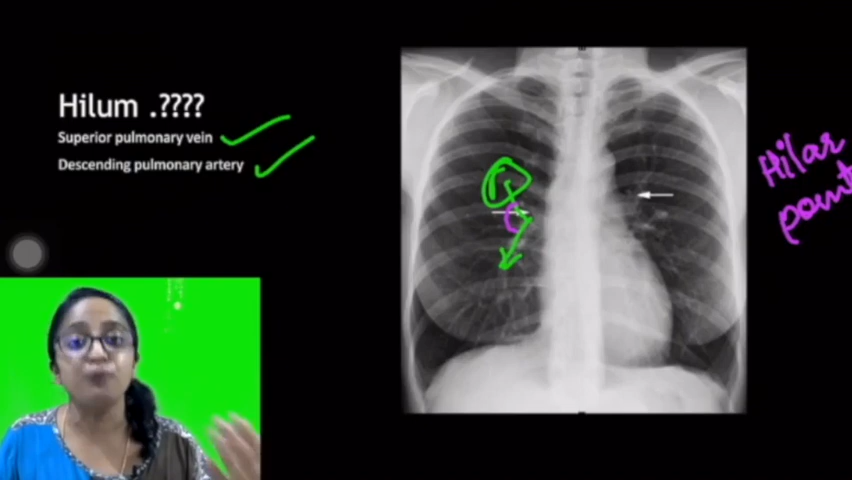 Hilum .????
Superior pulmonary vein
Descending pulmonary artery
Hilar
point